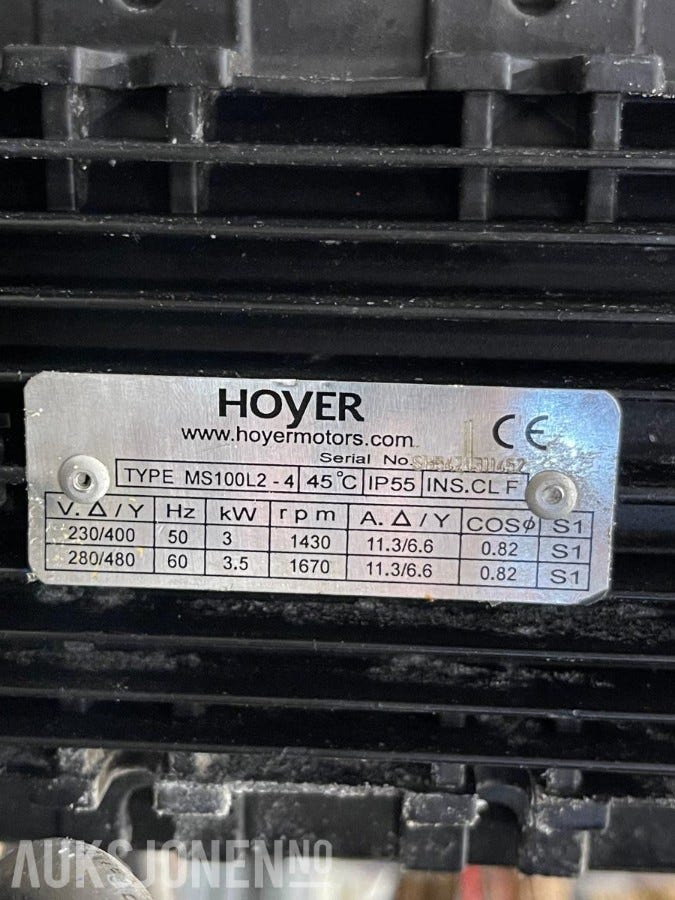 HOYER
www.hoyermotors.com
CE
Serial No.
TYPE MS100L2-4 45°C IP55 INS.CL F
V. Δ / Y Hz kW rpm A. Δ / Y COSϕ S1
230/400 50 3 1430 11.3/6.6 0.82 S1
280/480 60 3.5 1670 11.3/6.6 0.82 S1
AUKSJONEN.NO